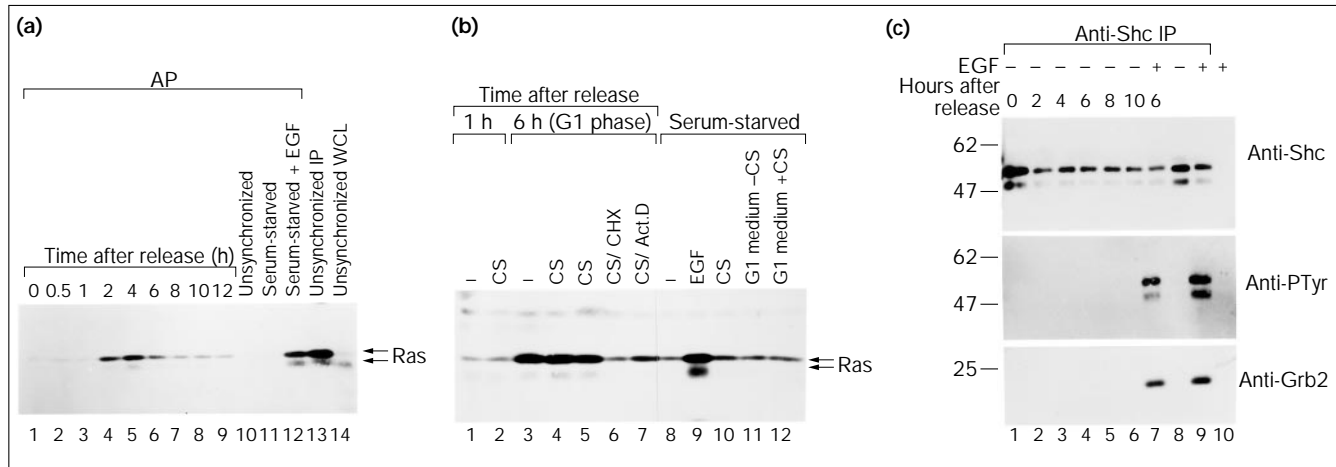 (a)
AP
Time after release (h)
0 0.5 1 2 4 6 8 10 12
Unsynchronized
Serum-starved
Serum-starved + EGF
Unsynchronized IP
Unsynchronized WCL
Ras
1 2 3 4 5 6 7 8 9 10 11 12 13 14
(b)
Time after release
1 h 6 h (G1 phase) Serum-starved
– CS – CS CS CS/ CHX CS/ Act.D – EGF CS G1 medium –CS G1 medium +CS
Ras
1 2 3 4 5 6 7 8 9 10 11 12
(c)
Anti-Shc IP
EGF – – – – – – + – + +
Hours after
release
0 2 4 6 8 10 6
62
47
Anti-Shc
62
47
Anti-PTyr
25
Anti-Grb2
1 2 3 4 5 6 7 8 9 10